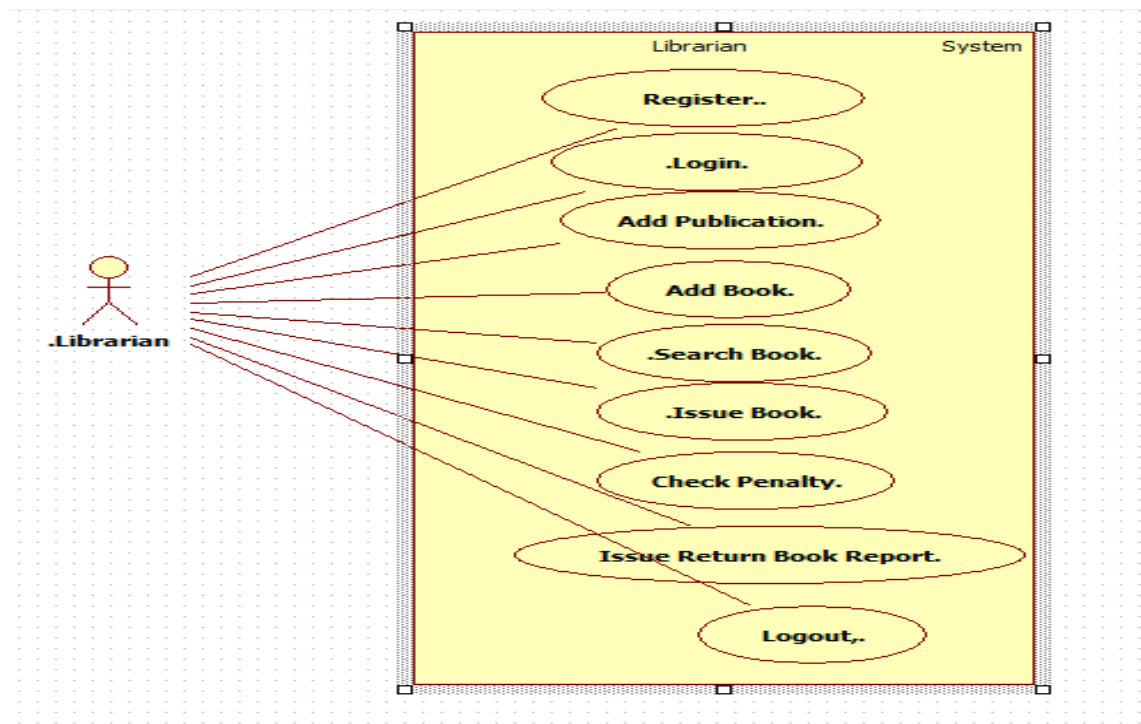 Librarian System
Register..
.Login.
Add Publication.
Add Book.
.Librarian
.Search Book.
.Issue Book.
Check Penalty.
Issue Return Book Report.
Logout,.